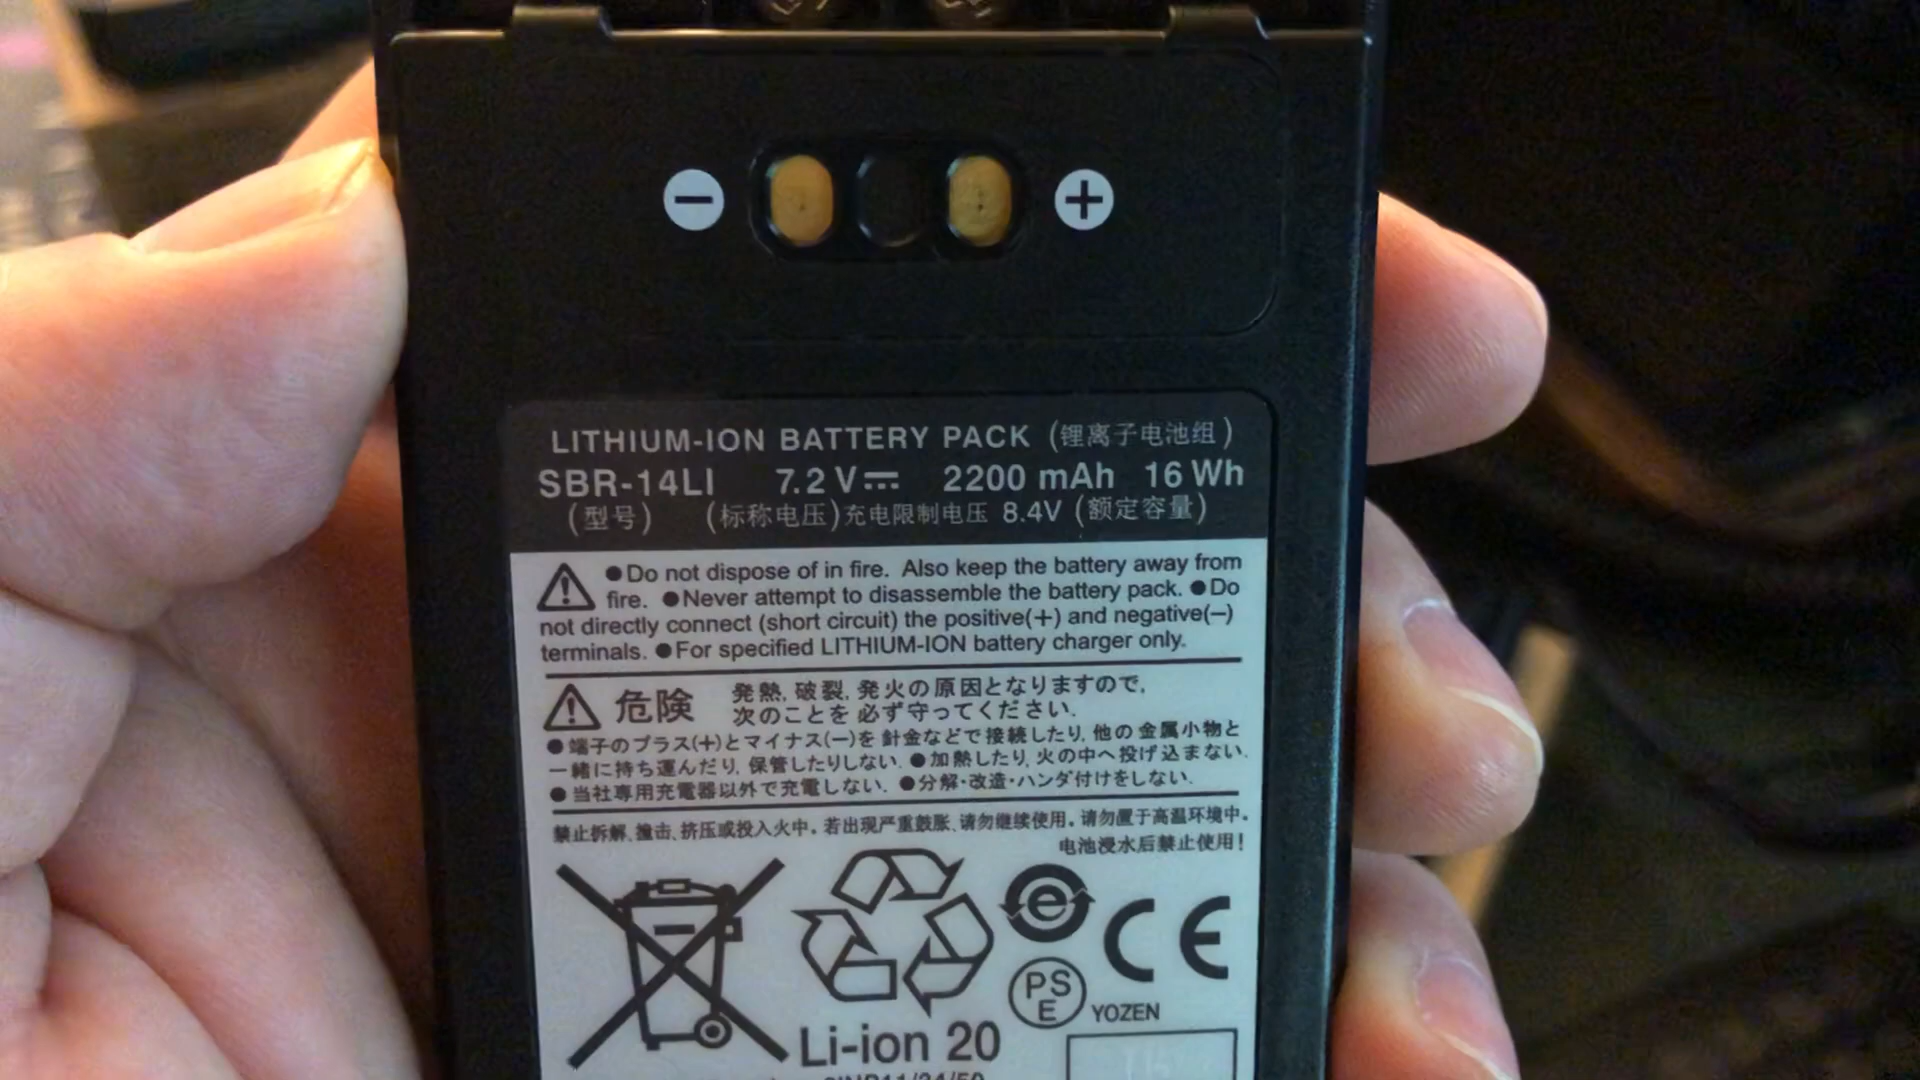 − +
LITHIUM-ION BATTERY PACK (锂离子电池组)
SBR-14LI 7.2 V⎓ 2200 mAh 16 Wh
(型号) (标称电压)充电限制电压 8.4V (额定容量)
●Do not dispose of in fire. Also keep the battery away from
fire. ●Never attempt to disassemble the battery pack. ●Do
not directly connect (short circuit) the positive(+) and negative(−)
terminals. ●For specified LITHIUM-ION battery charger only.
危険 発熱, 破裂, 発火の原因となりますので,
次のことを必ず守ってください.
●端子のプラス(+)とマイナス(−)を針金などで接続したり, 他の金属小物と
一緒に持ち運んだり, 保管したりしない. ●加熱したり, 火の中へ投げ込まない.
●当社専用充電器以外で充電しない. ●分解・改造・ハンダ付けをしない.
禁止拆解、撞击、挤压或投入火中。若出现严重鼓胀、请勿继续使用。请勿置于高温环境中。
电池浸水后禁止使用!
e CE
PS
E YOZEN
Li-ion 20